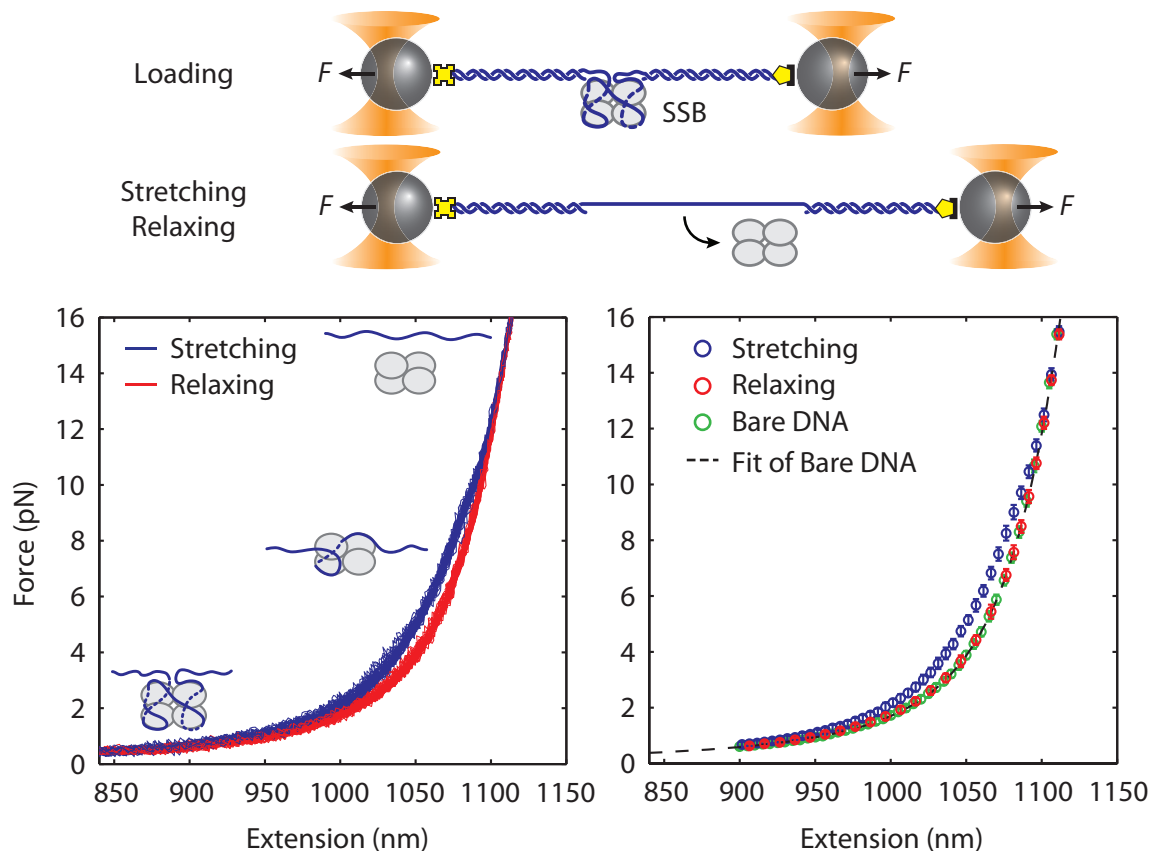 Loading
F
F
SSB
Stretching
Relaxing
F
F
16
14
12
10
8
6
4
2
0
Force (pN)
Stretching
Relaxing
850
900
950
1000
1050
1100
1150
Extension (nm)
16
14
12
10
8
6
4
2
0
Stretching
Relaxing
Bare DNA
Fit of Bare DNA
850
900
950
1000
1050
1100
1150
Extension (nm)